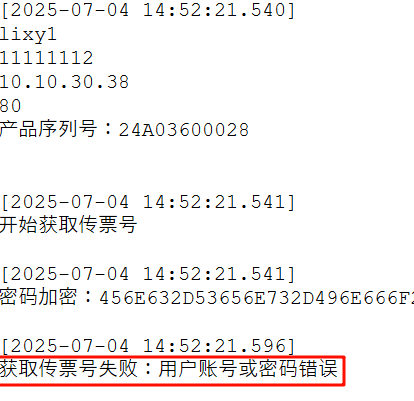 [2025-07-04 14:52:21.540]
lixy1
11111112
10.10.30.38
80
产品序列号：24A03600028
[2025-07-04 14:52:21.541]
开始获取传票号
[2025-07-04 14:52:21.541]
密码加密：456E632D53656E732D496E666F2
[2025-07-04 14:52:21.596]
获取传票号失败：用户账号或密码错误